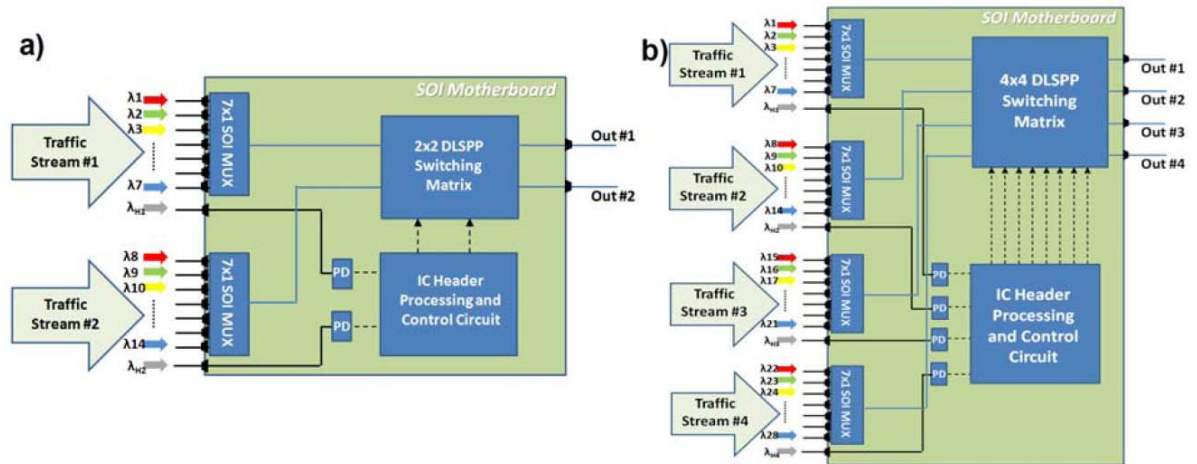 a)
SOI Motherboard
Traffic
Stream #1
λ1
λ2
λ3
λ7
λH1
7x1 SOI MUX
2x2 DLSPP
Switching
Matrix
Out #1
Out #2
Traffic
Stream #2
λ8
λ9
λ10
λ14
λH2
7x1 SOI MUX
PD
PD
IC Header
Processing and
Control Circuit
b)
SOI Motherboard
Traffic
Stream #1
λ1
λ2
λ3
λ7
λH1
7x1 SOI MUX
4x4 DLSPP
Switching
Matrix
Out #1
Out #2
Out #3
Out #4
Traffic
Stream #2
λ8
λ9
λ10
λ14
λH2
7x1 SOI MUX
Traffic
Stream #3
λ15
λ16
λ17
λ21
7x1 SOI MUX
PD
PD
PD
PD
IC Header
Processing
and Control
Circuit
Traffic
Stream #4
λ22
λ23
λ24
λ28
λH4
7x1 SOI MUX